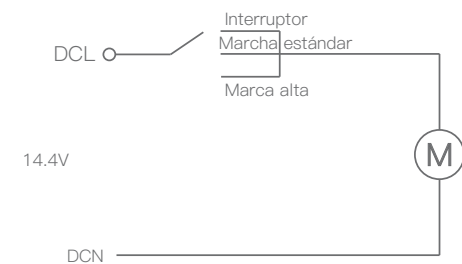 Interruptor
Marcha estándar
DCL
Marca alta
14.4V
M
DCN